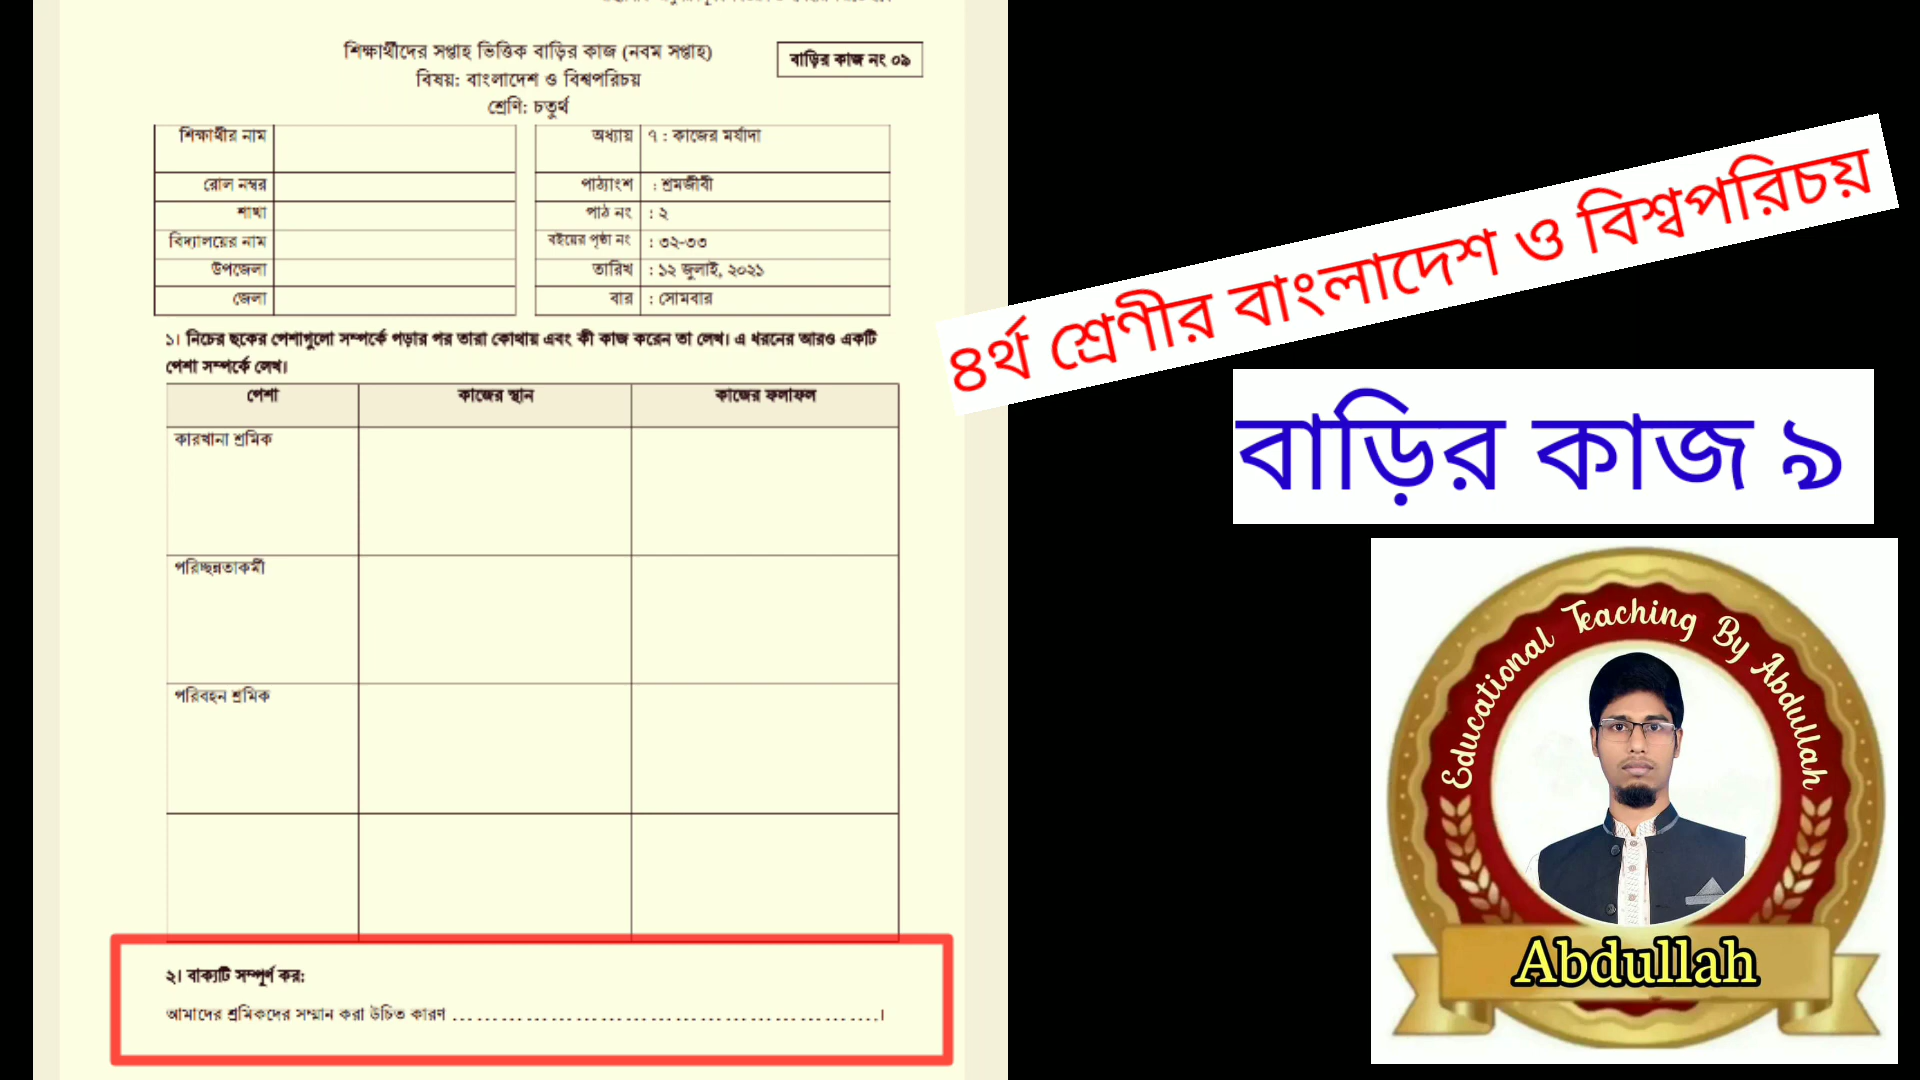 শিক্ষার্থীদের সপ্তাহ ভিত্তিক বাড়ির কাজ (নবম সপ্তাহ)
বাড়ির কাজ নং ০৯
বিষয়: বাংলাদেশ ও বিশ্বপরিচয়
শ্রেণি: চতুর্থ
শিক্ষার্থীর নাম
রোল নম্বর
শাখা
বিদ্যালয়ের নাম
উপজেলা
জেলা
অধ্যায় ৭ : কাজের মর্যাদা
পাঠ্যাংশ : শ্রমজীবী
পাঠ নং : ২
বইয়ের পৃষ্ঠা নং : ৩২-৩৩
তারিখ : ১২ জুলাই, ২০২১
বার : সোমবার
১। নিচের ছকের পেশাগুলো সম্পর্কে পড়ার পর তারা কোথায় এবং কী কাজ করেন তা লেখ। এ ধরনের আরও একটি
পেশা সম্পর্কে লেখ।
পেশা কাজের স্থান কাজের ফলাফল
কারখানা শ্রমিক
পরিচ্ছন্নতাকর্মী
পরিবহন শ্রমিক
২। বাক্যটি সম্পূর্ণ কর:
আমাদের শ্রমিকদের সম্মান করা উচিত কারণ ......................................................।
৪র্থ শ্রেণীর বাংলাদেশ ও বিশ্বপরিচয়
বাড়ির কাজ ৯
Educational Teaching By Abdullah
Abdullah